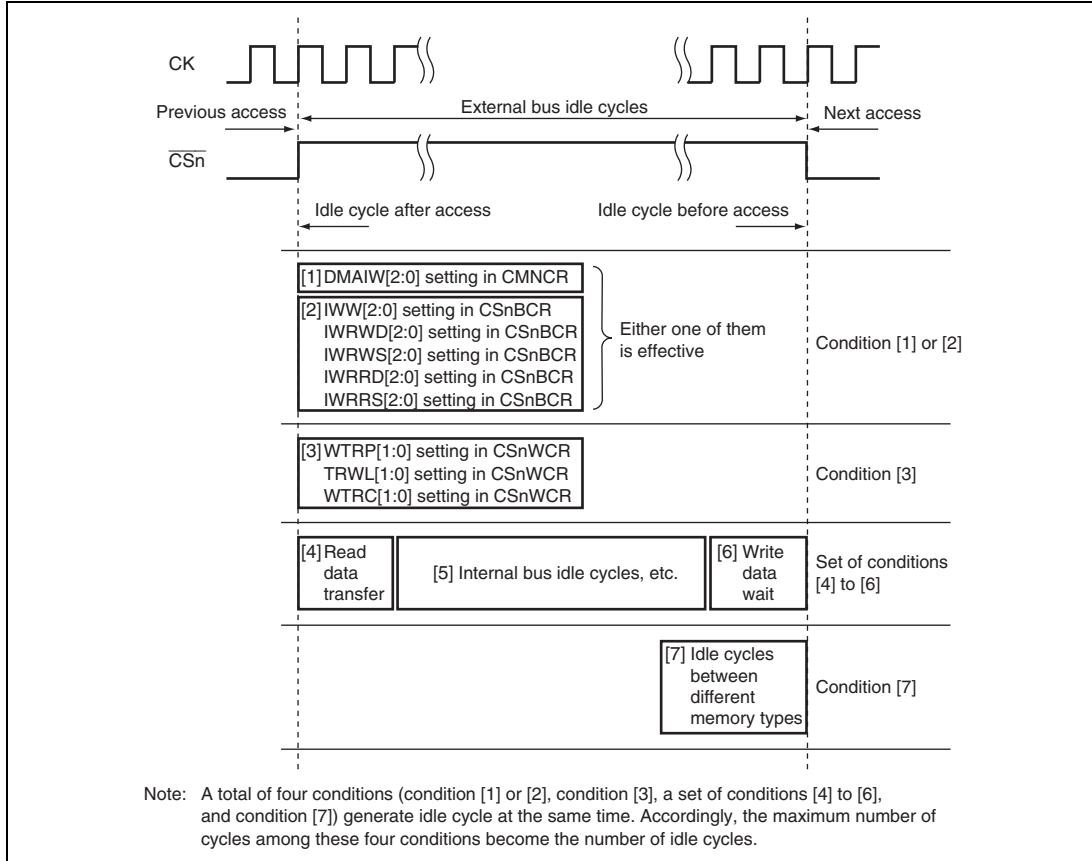 CK
Previous access
External bus idle cycles
Next access
CSn
Idle cycle after access
Idle cycle before access
[1] DMAIW[2:0] setting in CMNCR
[2] IWW[2:0] setting in CSnBCR
IWRWD[2:0] setting in CSnBCR
IWRWS[2:0] setting in CSnBCR
IWRRD[2:0] setting in CSnBCR
IWRRS[2:0] setting in CSnBCR
Either one of them
is effective
Condition [1] or [2]
[3] WTRP[1:0] setting in CSnWCR
TRWL[1:0] setting in CSnWCR
WTRC[1:0] setting in CSnWCR
Condition [3]
[4] Read
data
transfer
[5] Internal bus idle cycles, etc.
[6] Write
data
wait
Set of conditions
[4] to [6]
[7] Idle cycles
between
different
memory types
Condition [7]
Note: A total of four conditions (condition [1] or [2], condition [3], a set of conditions [4] to [6],
and condition [7]) generate idle cycle at the same time. Accordingly, the maximum number of
cycles among these four conditions become the number of idle cycles.